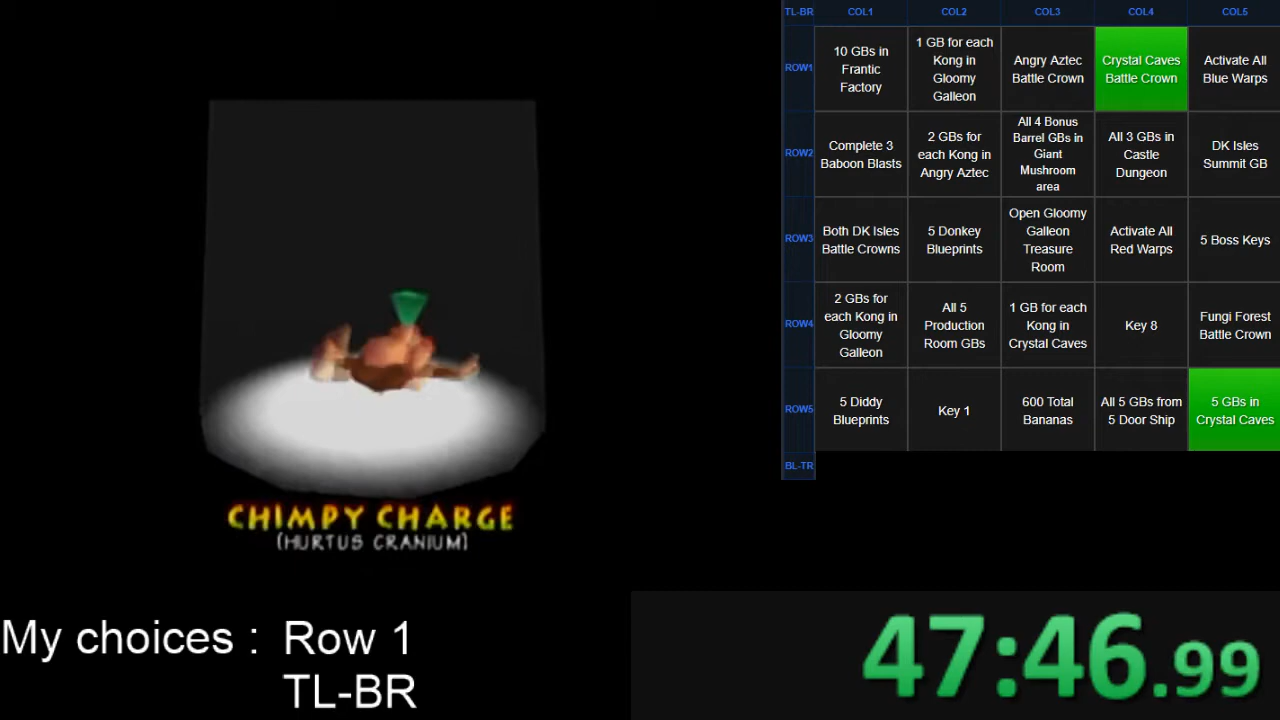 TL-BR COL1 COL2 COL3 COL4 COL5
ROW1
10 GBs in
Frantic
Factory
1 GB for each
Kong in
Gloomy
Galleon
Angry Aztec
Battle Crown
Crystal Caves
Battle Crown
Activate All
Blue Warps
ROW2
Complete 3
Baboon Blasts
2 GBs for
each Kong in
Angry Aztec
All 4 Bonus
Barrel GBs in
Giant
Mushroom
area
All 3 GBs in
Castle
Dungeon
DK Isles
Summit GB
ROW3
Both DK Isles
Battle Crowns
5 Donkey
Blueprints
Open Gloomy
Galleon
Treasure
Room
Activate All
Red Warps
5 Boss Keys
ROW4
2 GBs for
each Kong in
Gloomy
Galleon
All 5
Production
Room GBs
1 GB for each
Kong in
Crystal Caves
Key 8
Fungi Forest
Battle Crown
ROW5
5 Diddy
Blueprints
Key 1
600 Total
Bananas
All 5 GBs from
5 Door Ship
5 GBs in
Crystal Caves
BL-TR
CHIMPY CHARGE
(HURTUS CRANIUM)
My choices : Row 1
TL-BR
47:46.99